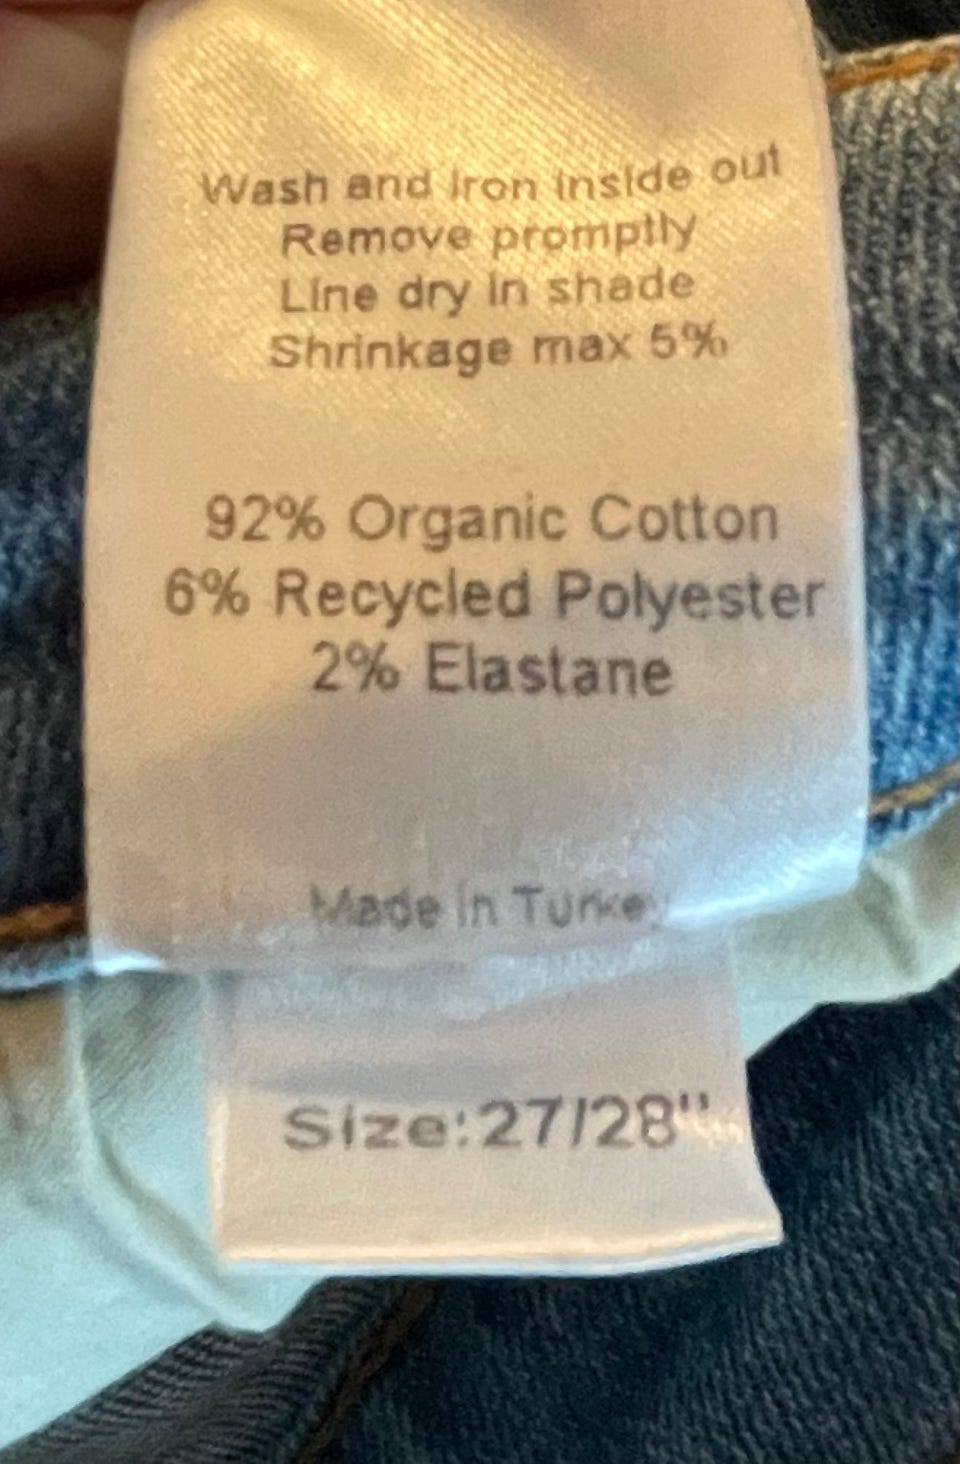 Wash and iron inside out
Remove promptly
Line dry in shade
Shrinkage max 5%
92% Organic Cotton
6% Recycled Polyester
2% Elastane
Made in Turkey
Size:27/28"